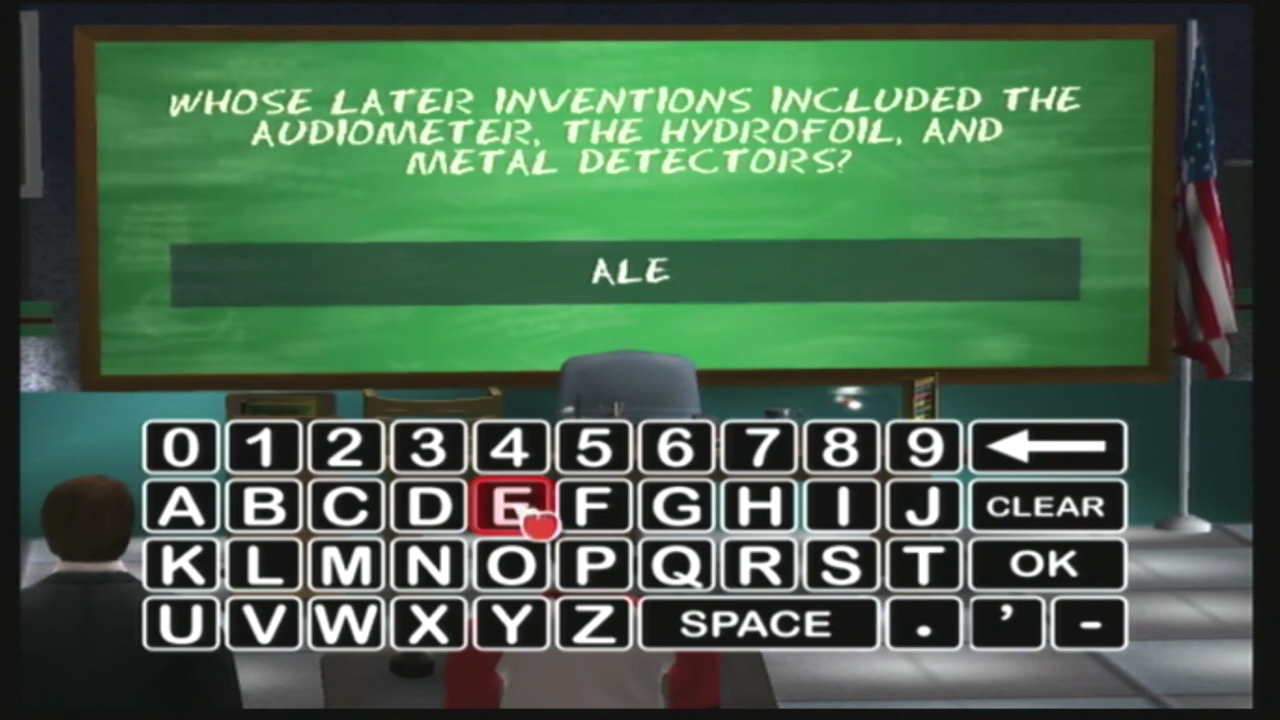 WHOSE LATER INVENTIONS INCLUDED THE
AUDIOMETER, THE HYDROFOIL, AND
METAL DETECTORS?
ALE
0 1 2 3 4 5 6 7 8 9
A B C D E F G H I J CLEAR
K L M N O P Q R S T OK
U V W X Y Z SPACE . ' -